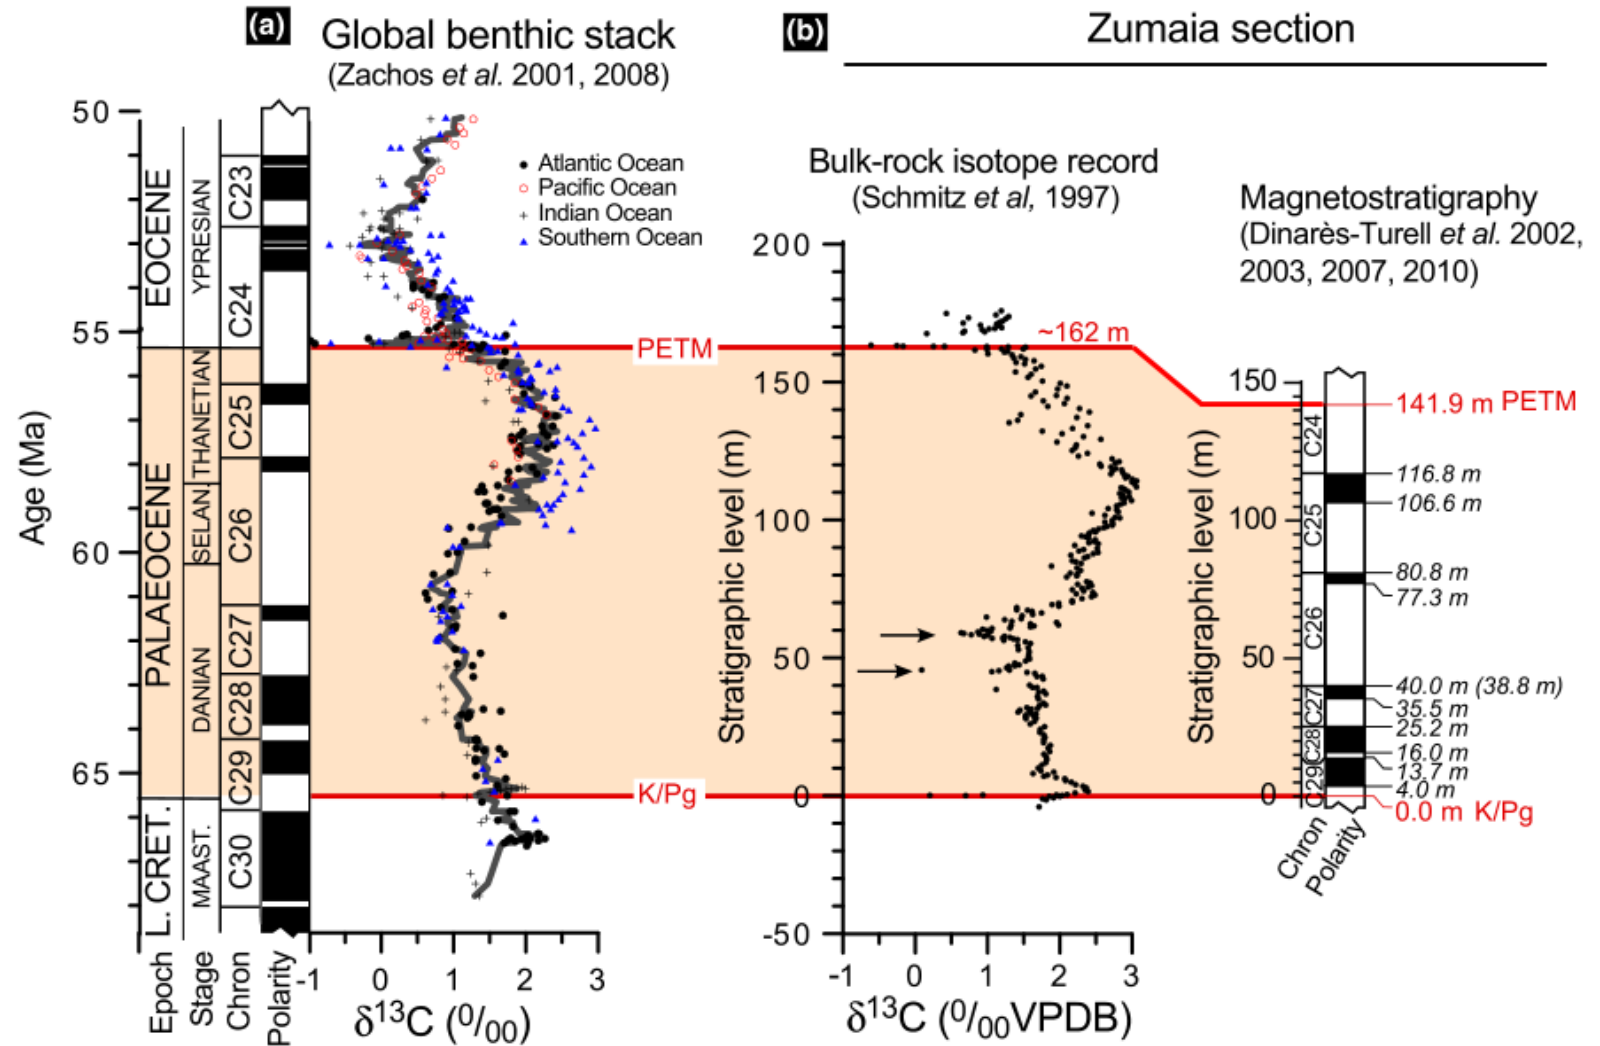 (a)
Global benthic stack
(Zachos et al. 2001, 2008)
Atlantic Ocean
Pacific Ocean
Indian Ocean
Southern Ocean
50
55
60
65
Age (Ma)
EOCENE
PALAEOCENE
L. CRET.
YPRESIAN
THANETIAN
SELAN.
DANIAN
MAAST.
C23
C24
C25
C26
C27
C28
C29
C30
Epoch
Stage
Chron
Polarity
PETM
K/Pg
-1 0 1 2 3
δ13C (0/00)
(b)
Zumaia section
Bulk-rock isotope record
(Schmitz et al, 1997)
200
150
100
50
0
-50
Stratigraphic level (m)
~162 m
-1 0 1 2 3
δ13C (0/00VPDB)
Magnetostratigraphy
(Dinarès-Turell et al. 2002,
2003, 2007, 2010)
150
100
50
0
Stratigraphic level (m)
C24
C25
C26
C27
C28
C29
Chron
Polarity
141.9 m PETM
116.8 m
106.6 m
80.8 m
77.3 m
40.0 m (38.8 m)
35.5 m
25.2 m
16.0 m
13.7 m
4.0 m
0.0 m K/Pg